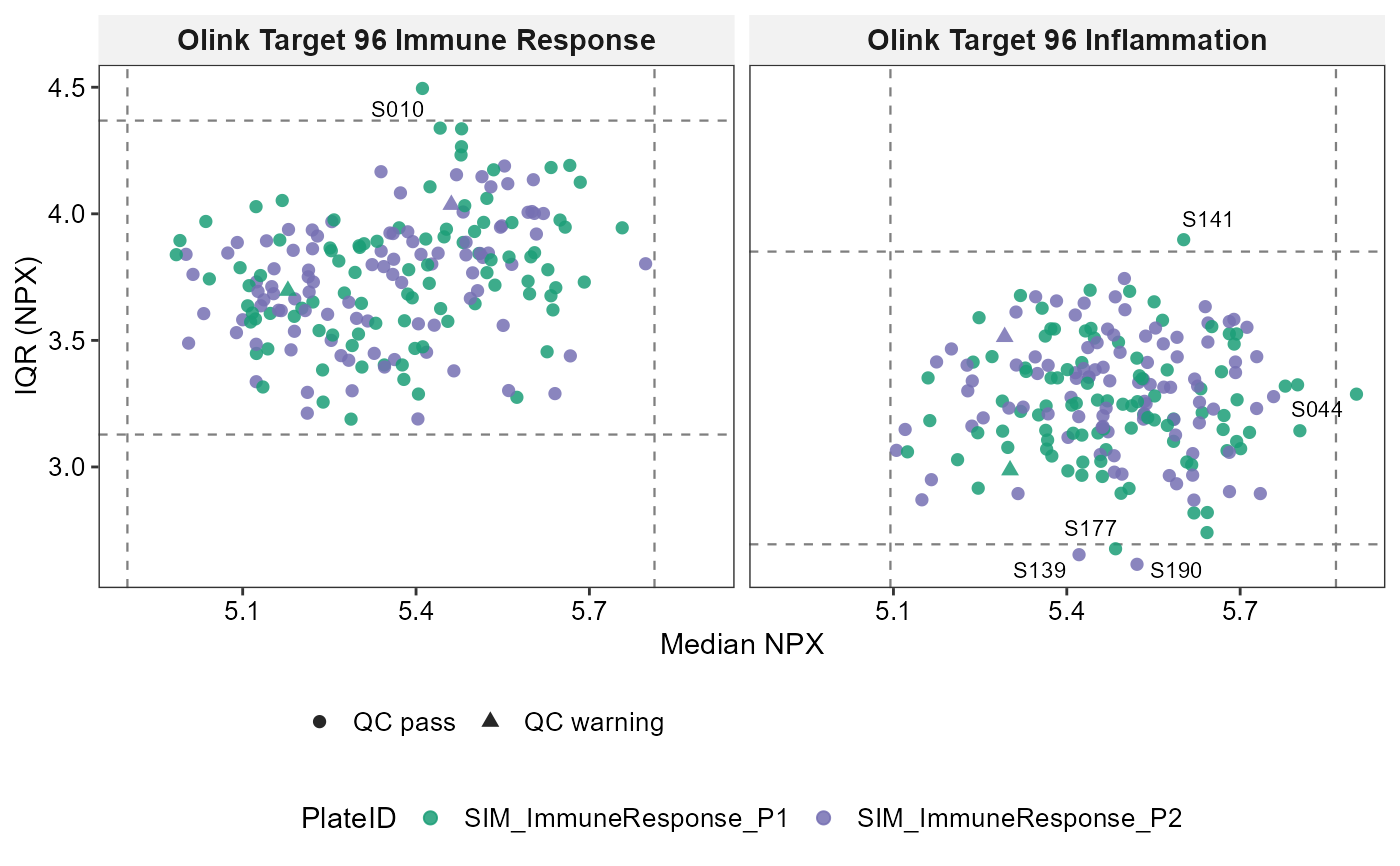 Olink Target 96 Immune Response
Olink Target 96 Inflammation
4.5
4.0
3.5
3.0
IQR (NPX)
S010
S141
S044
S177
S139
S190
5.1
5.4
5.7
5.1
5.4
5.7
Median NPX
QC pass
QC warning
PlateID
SIM_ImmuneResponse_P1
SIM_ImmuneResponse_P2